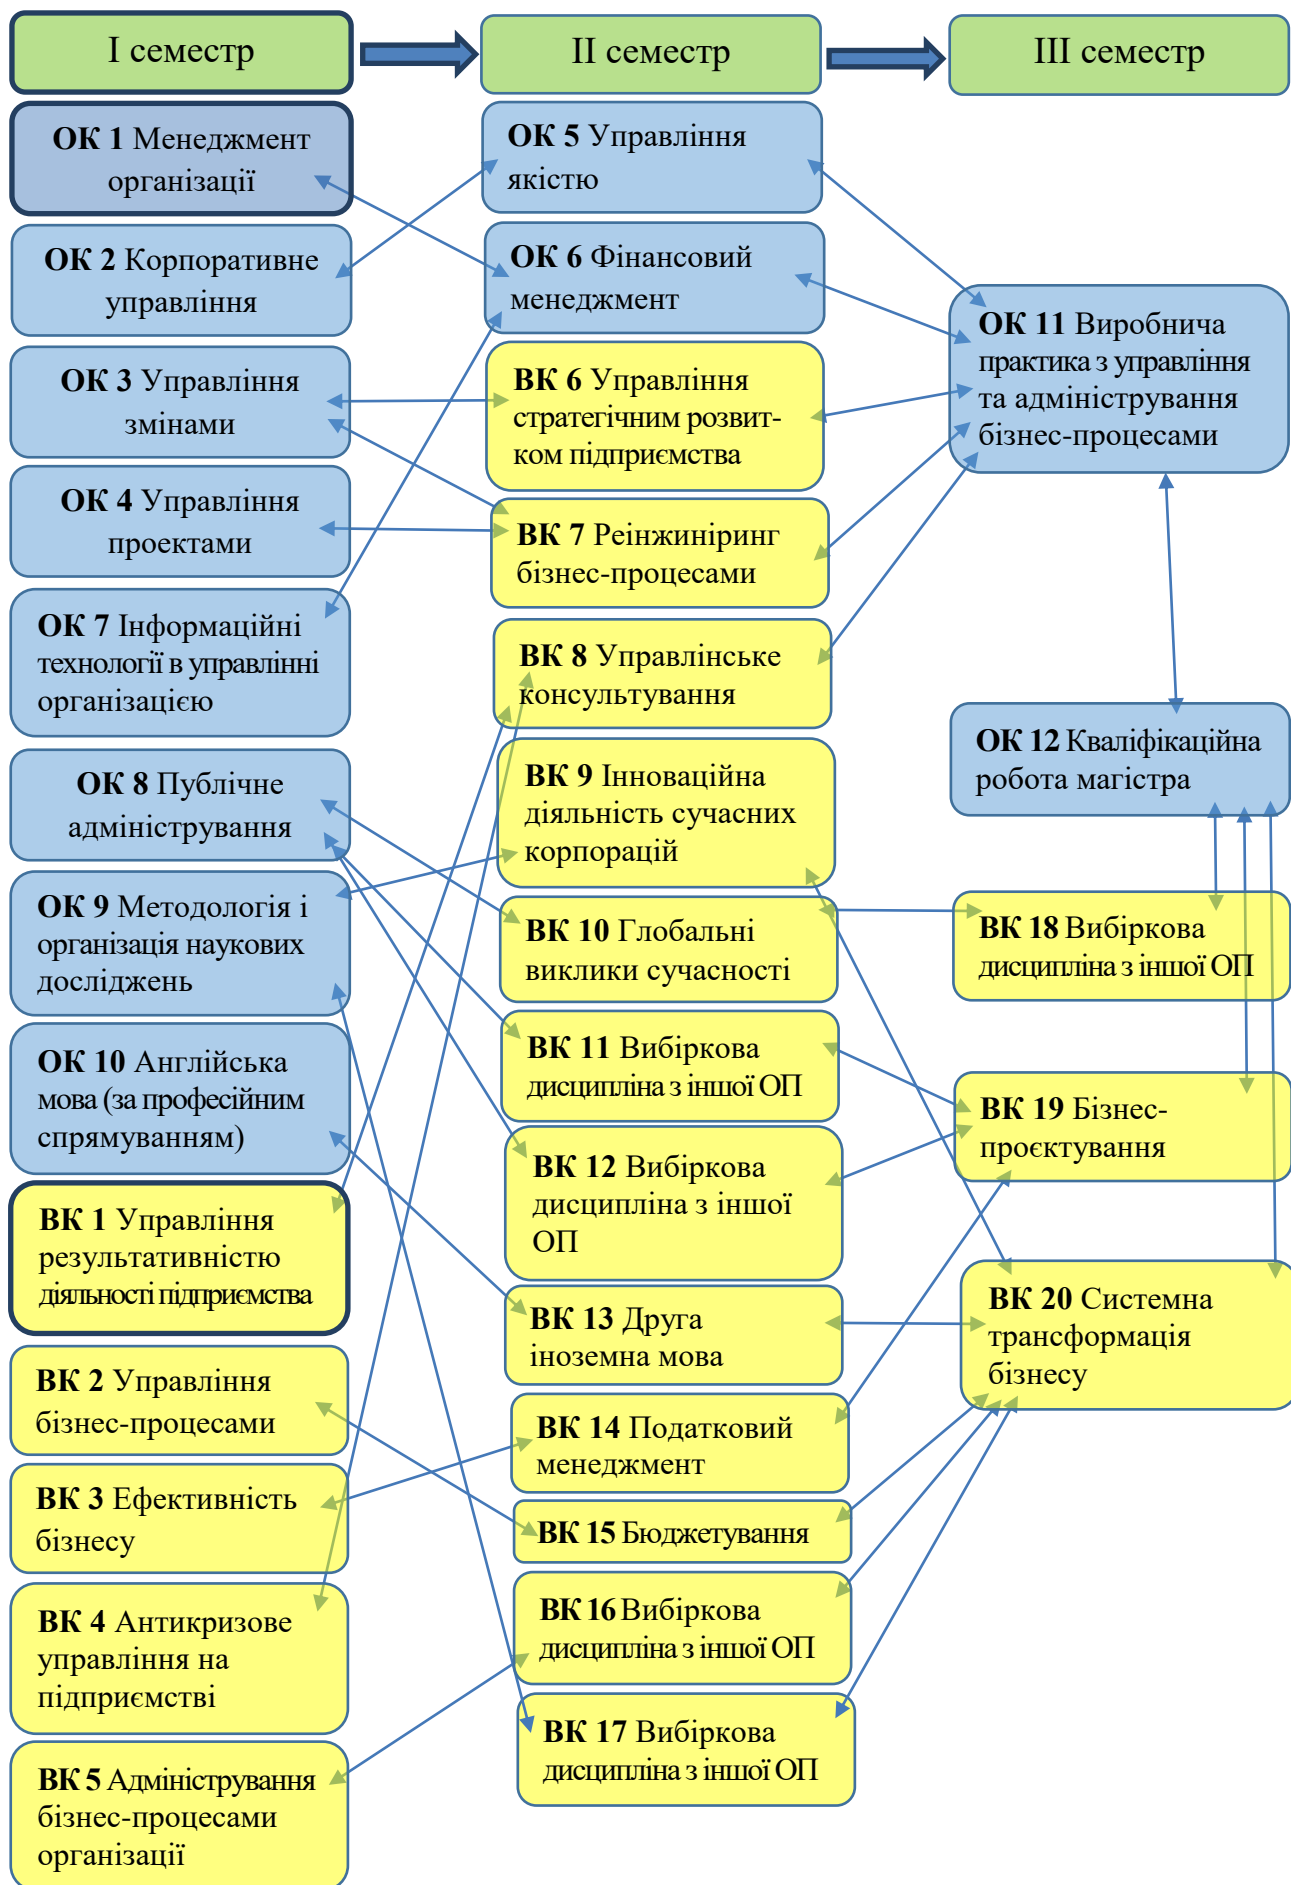 I семестр
II семестр
III семестр
ОК 1 Менеджмент
організації
ОК 2 Корпоративне
управління
ОК 3 Управління
змінами
ОК 4 Управління
проектами
ОК 7 Інформаційні
технології в управлінні
організацією
ОК 8 Публічне
адміністрування
ОК 9 Методологія і
організація наукових
досліджень
ОК 10 Англійська
мова (за професійним
спрямуванням)
ВК 1 Управління
результативністю
діяльності підприємства
ВК 2 Управління
бізнес-процесами
ВК 3 Ефективність
бізнесу
ВК 4 Антикризове
управління на
підприємстві
ВК 5 Адміністрування
бізнес-процесами
організації
ОК 5 Управління
якістю
ОК 6 Фінансовий
менеджмент
ВК 6 Управління
стратегічним розвит-
ком підприємства
ВК 7 Реінжиніринг
бізнес-процесами
ВК 8 Управлінське
консультування
ВК 9 Інноваційна
діяльність сучасних
корпорацій
ВК 10 Глобальні
виклики сучасності
ВК 11 Вибіркова
дисципліна з іншої ОП
ВК 12 Вибіркова
дисципліна з іншої
ОП
ВК 13 Друга
іноземна мова
ВК 14 Податковий
менеджмент
ВК 15 Бюджетування
ВК 16 Вибіркова
дисципліна з іншої ОП
ВК 17 Вибіркова
дисципліна з іншої ОП
ОК 11 Виробнича
практика з управління
та адміністрування
бізнес-процесами
ОК 12 Кваліфікаційна
робота магістра
ВК 18 Вибіркова
дисципліна з іншої ОП
ВК 19 Бізнес-
проєктування
ВК 20 Системна
трансформація
бізнесу